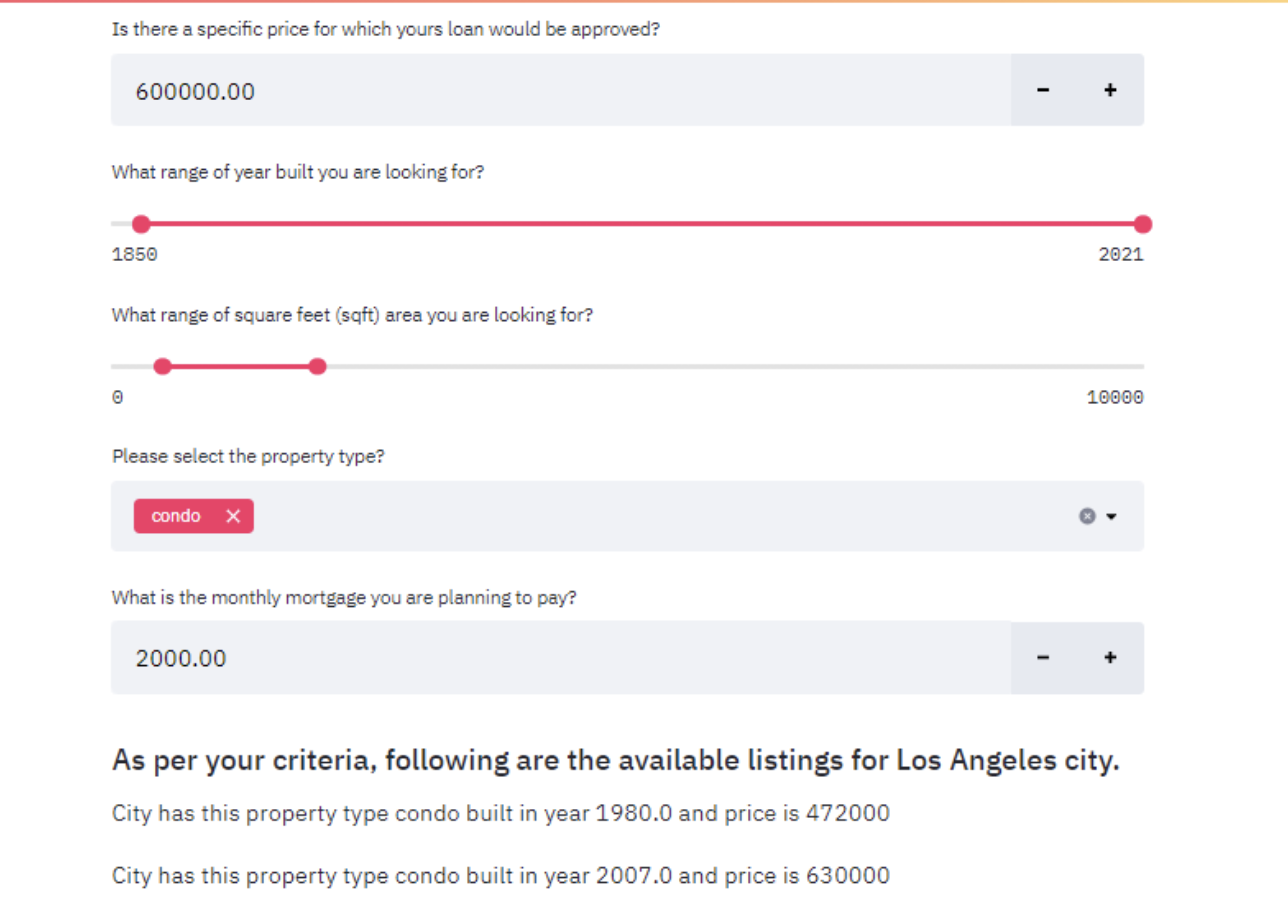 Is there a specific price for which yours loan would be approved?
600000.00 - +
What range of year built you are looking for?
1850 2021
What range of square feet (sqft) area you are looking for?
0 10000
Please select the property type?
condo
What is the monthly mortgage you are planning to pay?
2000.00 - +
As per your criteria, following are the available listings for Los Angeles city.
City has this property type condo built in year 1980.0 and price is 472000
City has this property type condo built in year 2007.0 and price is 630000